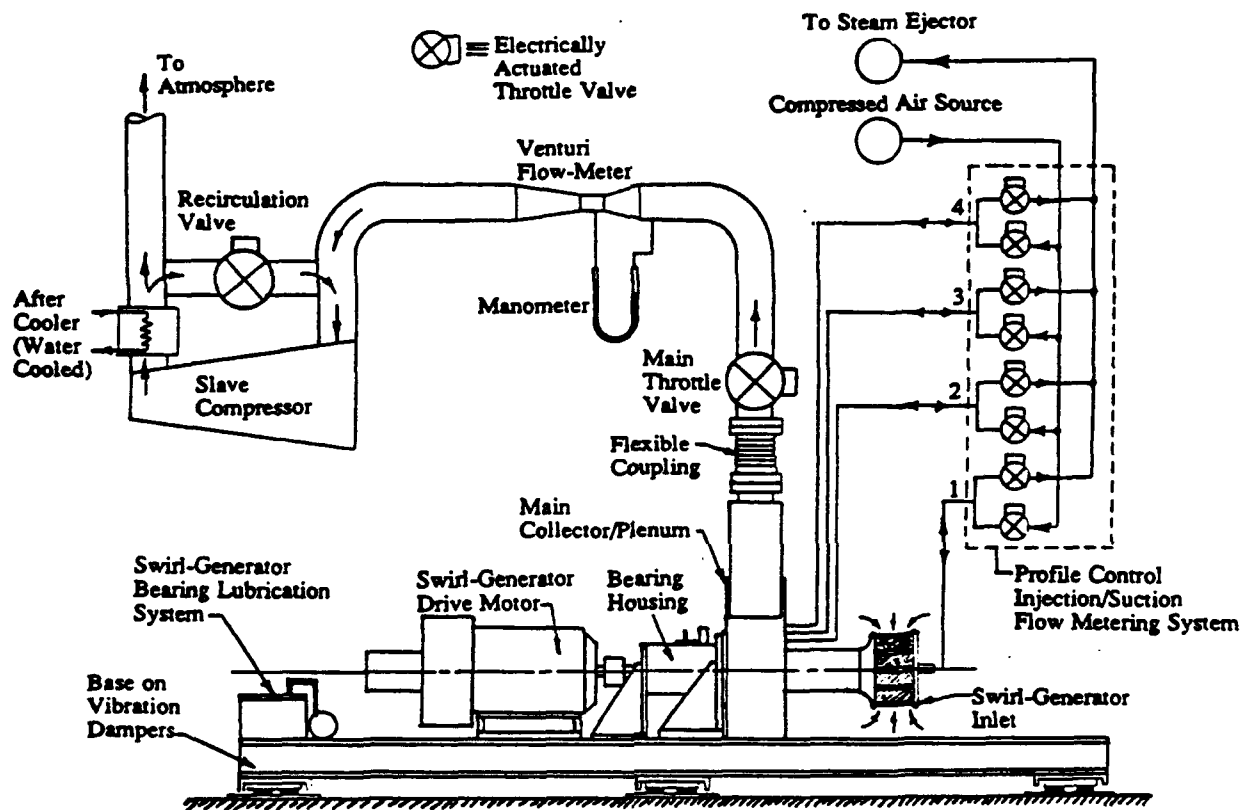 To Steam Ejector
To
Atmosphere
Electrically
Actuated
Throttle Valve
Compressed Air Source
Venturi
Flow-Meter
Recirculation
Valve
4
After
Cooler
(Water
Cooled)
Manometer
3
Slave
Compressor
Main
Throttle
Valve
2
Flexible
Coupling
1
Main
Collector/Plenum
Swirl-Generator
Bearing Lubrication
System
Swirl-Generator
Drive Motor
Bearing
Housing
Profile Control
Injection/Suction
Flow Metering System
Base on
Vibration
Dampers
Swirl-Generator
Inlet